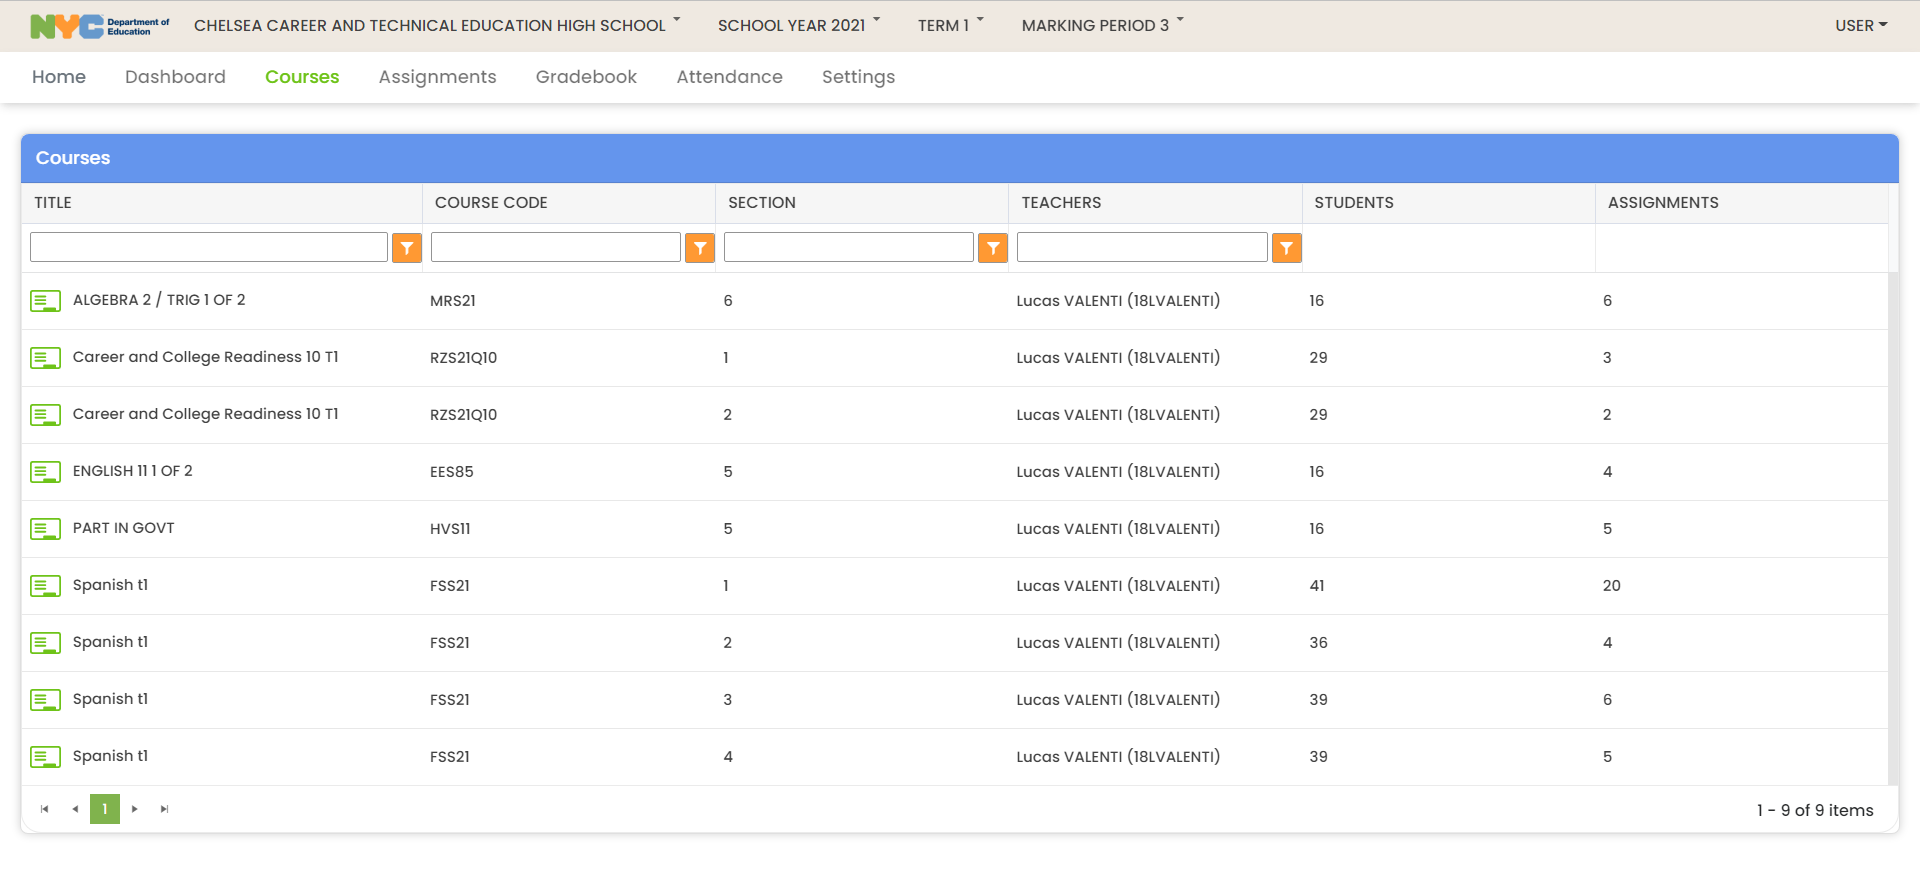 NYC Department of Education CHELSEA CAREER AND TECHNICAL EDUCATION HIGH SCHOOL SCHOOL YEAR 2021 TERM 1 MARKING PERIOD 3 USER
Home Dashboard Courses Assignments Gradebook Attendance Settings
Courses
TITLE COURSE CODE SECTION TEACHERS STUDENTS ASSIGNMENTS
ALGEBRA 2 / TRIG 1 OF 2 MRS21 6 Lucas VALENTI (18LVALENTI) 16 6
Career and College Readiness 10 T1 RZS21Q10 1 Lucas VALENTI (18LVALENTI) 29 3
Career and College Readiness 10 T1 RZS21Q10 2 Lucas VALENTI (18LVALENTI) 29 2
ENGLISH 11 1 OF 2 EES85 5 Lucas VALENTI (18LVALENTI) 16 4
PART IN GOVT HVS11 5 Lucas VALENTI (18LVALENTI) 16 5
Spanish t1 FSS21 1 Lucas VALENTI (18LVALENTI) 41 20
Spanish t1 FSS21 2 Lucas VALENTI (18LVALENTI) 36 4
Spanish t1 FSS21 3 Lucas VALENTI (18LVALENTI) 39 6
Spanish t1 FSS21 4 Lucas VALENTI (18LVALENTI) 39 5
1 1 - 9 of 9 items